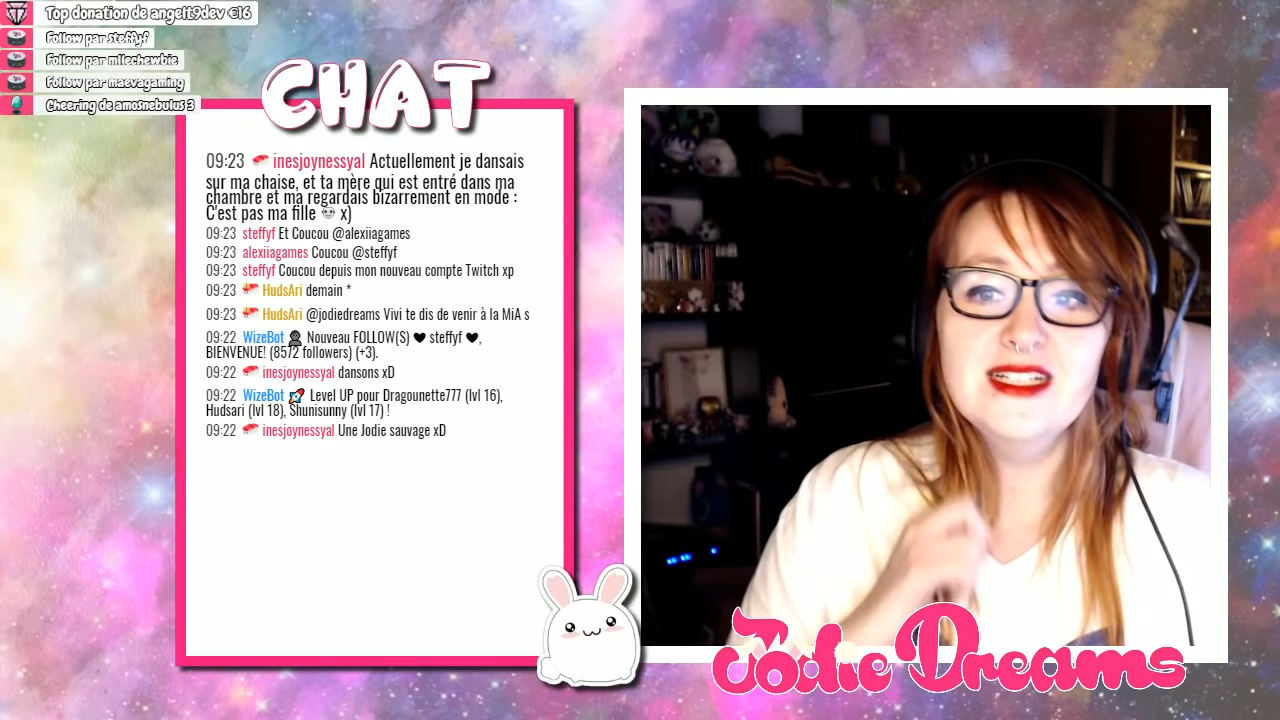 Top donation de angett9dev €16
Follow par steffyf
Follow par mllechewbie
Follow par maevagaming
Cheering de amosnebulus 3
CHAT
09:23 inesjoynessyal Actuellement je dansais
sur ma chaise, et ta mère qui est entré dans ma
chambre et ma regardais bizarrement en mode :
C'est pas ma fille x)
09:23 steffyf Et Coucou @alexiiagames
09:23 alexiiagames Coucou @steffyf
09:23 steffyf Coucou depuis mon nouveau compte Twitch xp
09:23 HudsAri demain *
09:23 HudsAri @jodiedreams Vivi te dis de venir à la MiA s
09:22 WizeBot Nouveau FOLLOW(S) ♥ steffyf ♥,
BIENVENUE! (8572 followers) (+3).
09:22 inesjoynessyal dansons xD
09:22 WizeBot 🚀 Level UP pour Dragounette777 (lvl 16),
Hudsari (lvl 18), Shunisunny (lvl 17) !
09:22 inesjoynessyal Une Jodie sauvage xD
Jodie Dreams